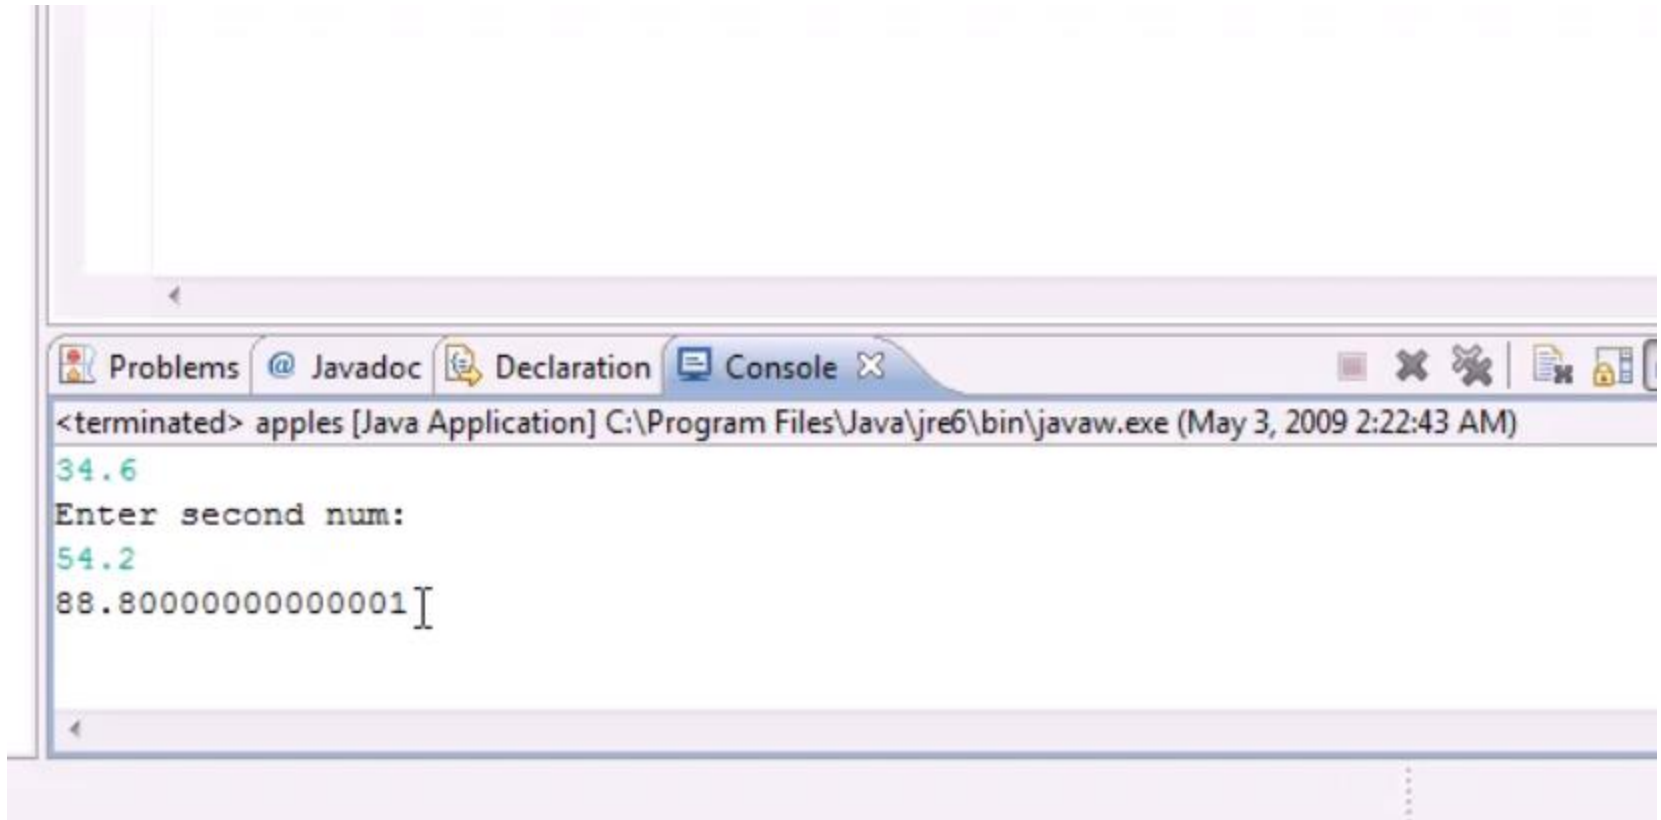 Problems @ Javadoc Declaration Console
<terminated> apples [Java Application] C:\Program Files\Java\jre6\bin\javaw.exe (May 3, 2009 2:22:43 AM)
34.6
Enter second num:
54.2
88.80000000000001